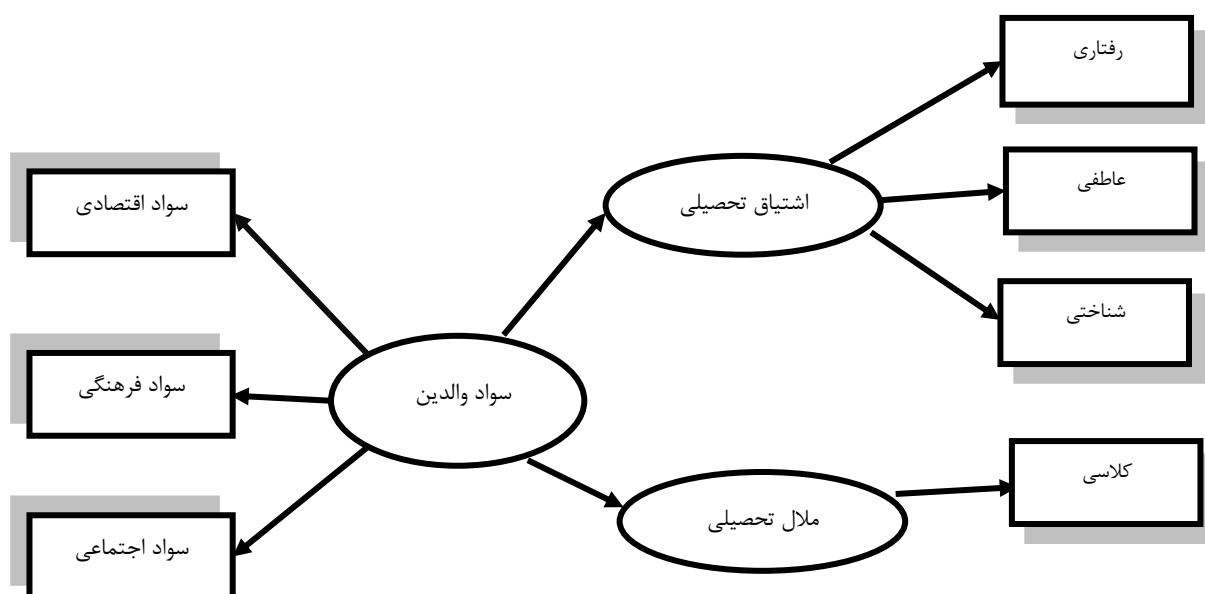 رفتاری
عاطفی
اشتیاق تحصیلی
سواد اقتصادی
شناختی
سواد فرهنگی
سواد والدین
کلاسی
ملال تحصیلی
سواد اجتماعی